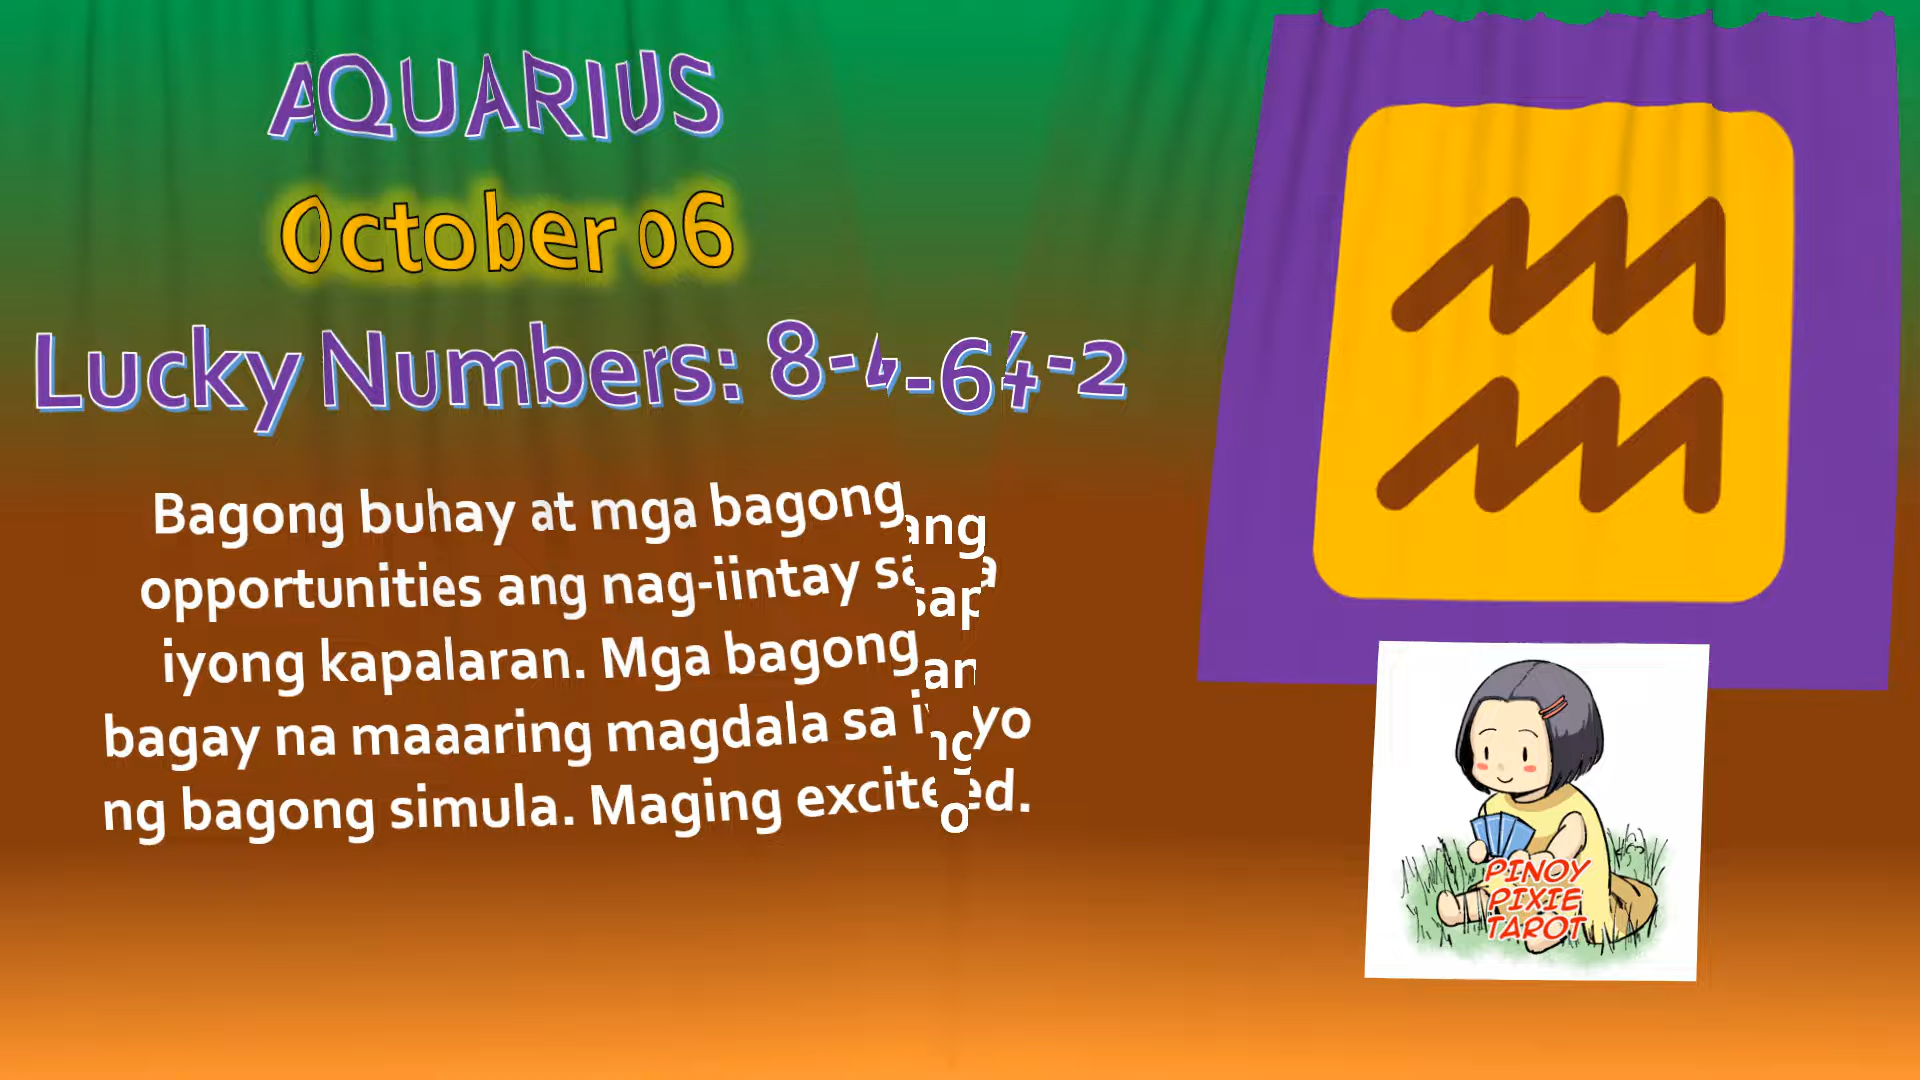 AQUARIUS
October 06
Lucky Numbers: 8-4-64-2
Bagong buhay at mga bagong
opportunities ang nag-iintay sa
iyong kapalaran. Mga bagong
bagay na maaaring magdala sa iyo
ng bagong simula. Maging excited.
PINOY
PIXIE
TAROT